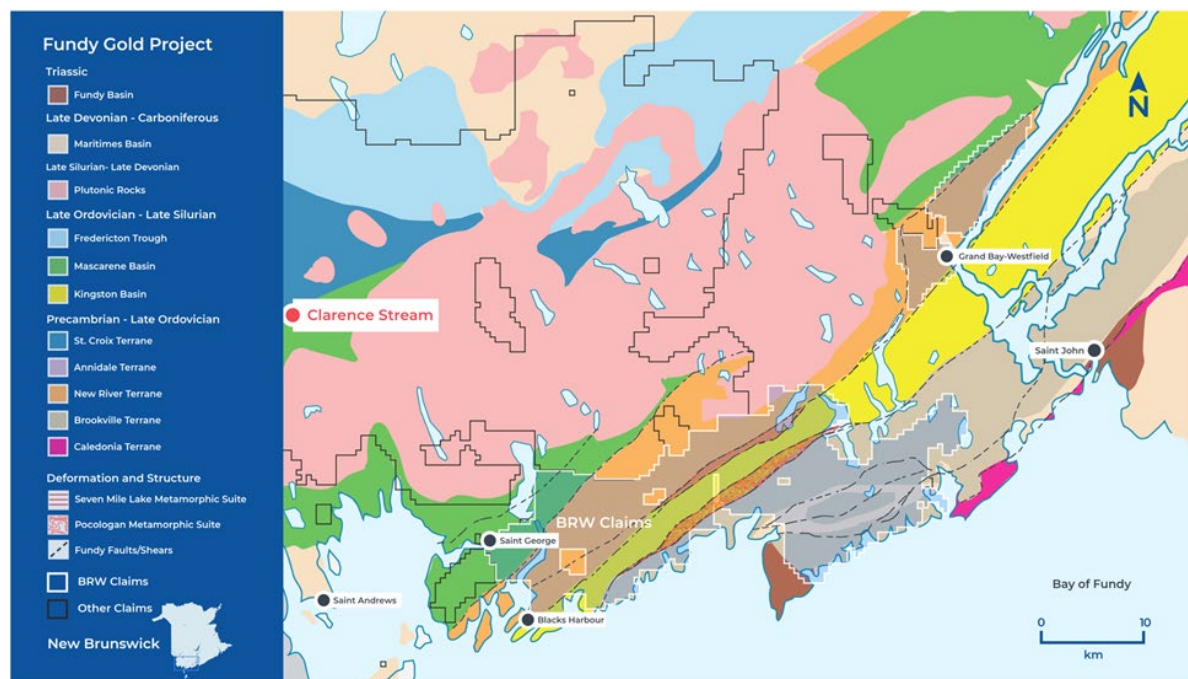 Fundy Gold Project
Triassic
Fundy Basin
Late Devonian - Carboniferous
Maritimes Basin
Late Silurian- Late Devonian
Plutonic Rocks
Late Ordovician - Late Silurian
Fredericton Trough
Mascarene Basin
Kingston Basin
Precambrian - Late Ordovician
St. Croix Terrane
Annidale Terrane
New River Terrane
Brookville Terrane
Caledonia Terrane
Deformation and Structure
Seven Mile Lake Metamorphic Suite
Pocologan Metamorphic Suite
Fundy Faults/Shears
BRW Claims
Other Claims
New Brunswick
N
Grand Bay-Westfield
Clarence Stream
Saint John
BRW Claims
Saint George
Saint Andrews
Blacks Harbour
Bay of Fundy
0 10
km